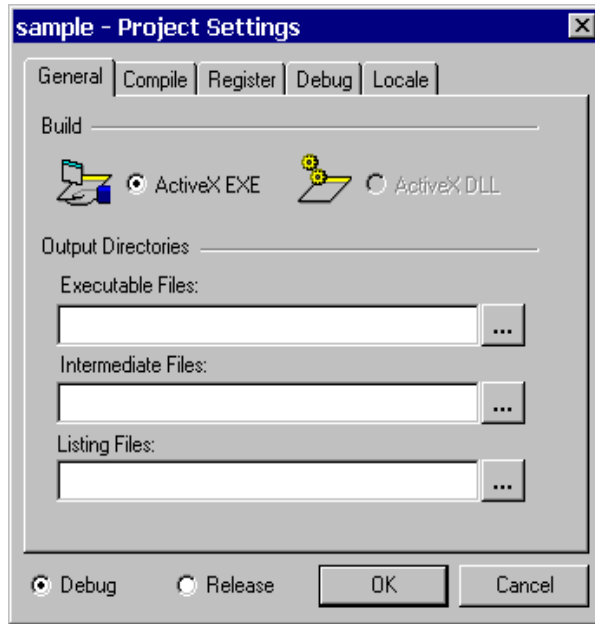 sample - Project Settings
General Compile Register Debug Locale
Build
ActiveX EXE ActiveX DLL
Output Directories
Executable Files:
...
Intermediate Files:
...
Listing Files:
...
Debug Release OK Cancel